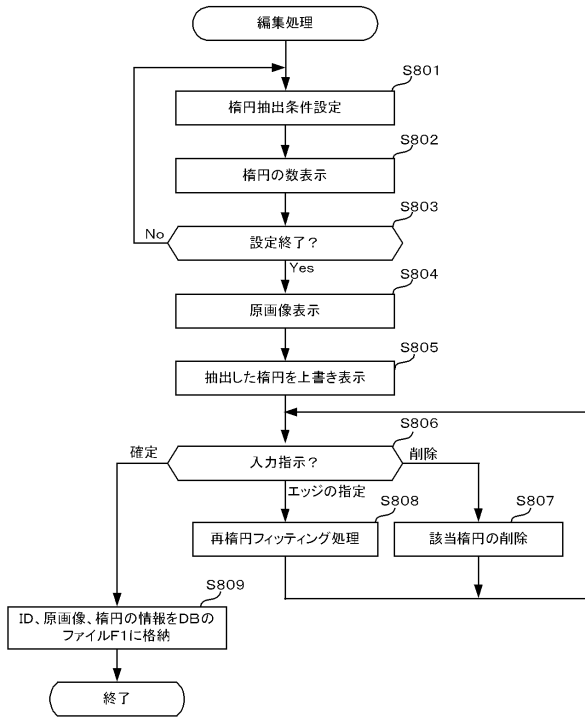 編集処理
S801
楕円抽出条件設定
S802
楕円の数表示
S803
設定終了？
No
Yes
S804
原画像表示
S805
抽出した楕円を上書き表示
S806
入力指示？
確定
削除
エッジの指定
S808
再楕円フィッティング処理
S807
該当楕円の削除
S809
ID、原画像、楕円の情報をDBの
ファイルF1に格納
終了